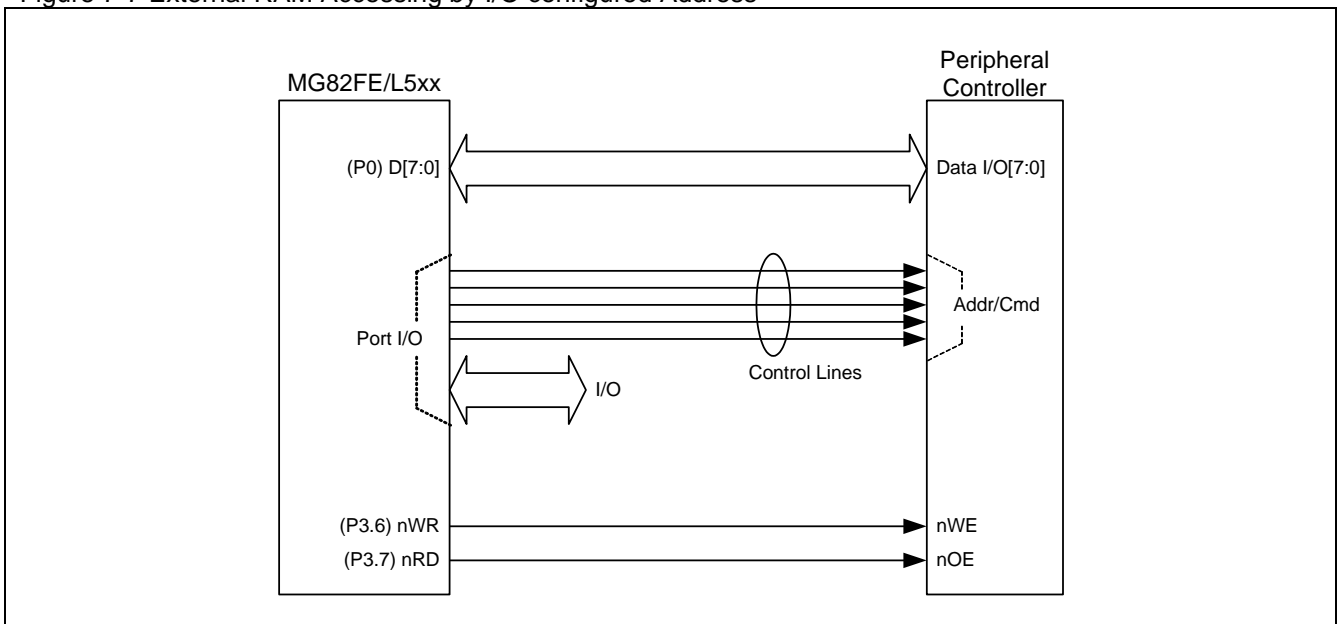 MG82FE/L5xx
Peripheral
Controller
(P0) D[7:0]
Data I/O[7:0]
Port I/O
Addr/Cmd
Control Lines
I/O
(P3.6) nWR
nWE
(P3.7) nRD
nOE